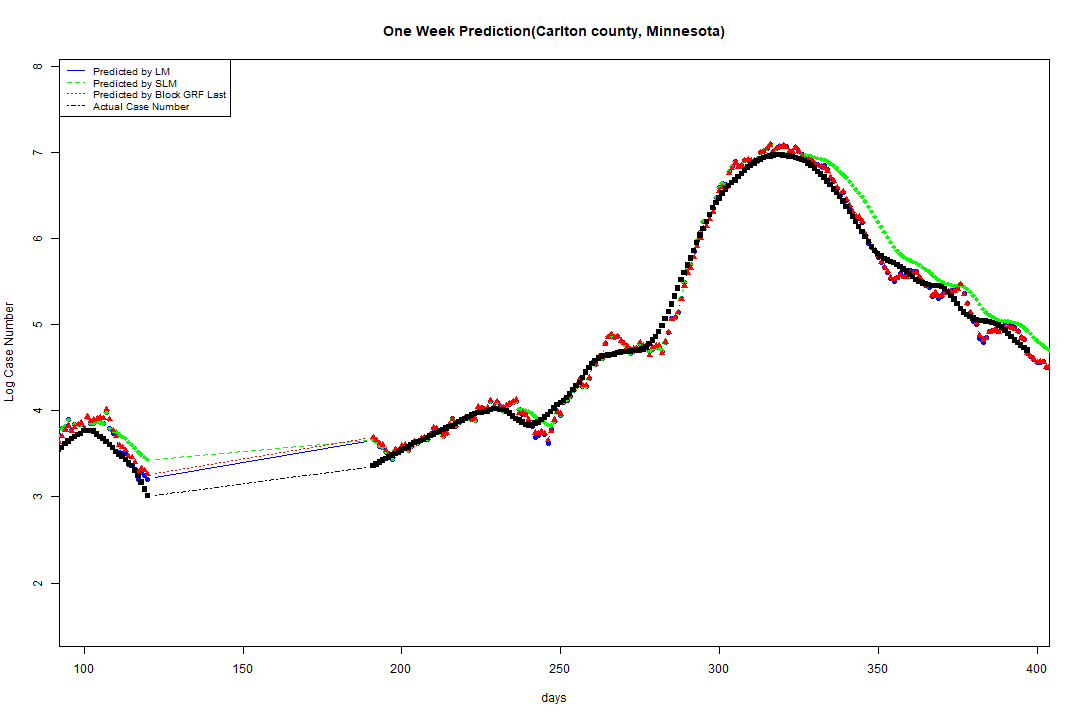 One Week Prediction(Carlton county, Minnesota)
Predicted by LM
Predicted by SLM
Predicted by Block GRF Last
Actual Case Number
8
7
6
5
4
3
2
Log Case Number
100 150 200 250 300 350 400
days